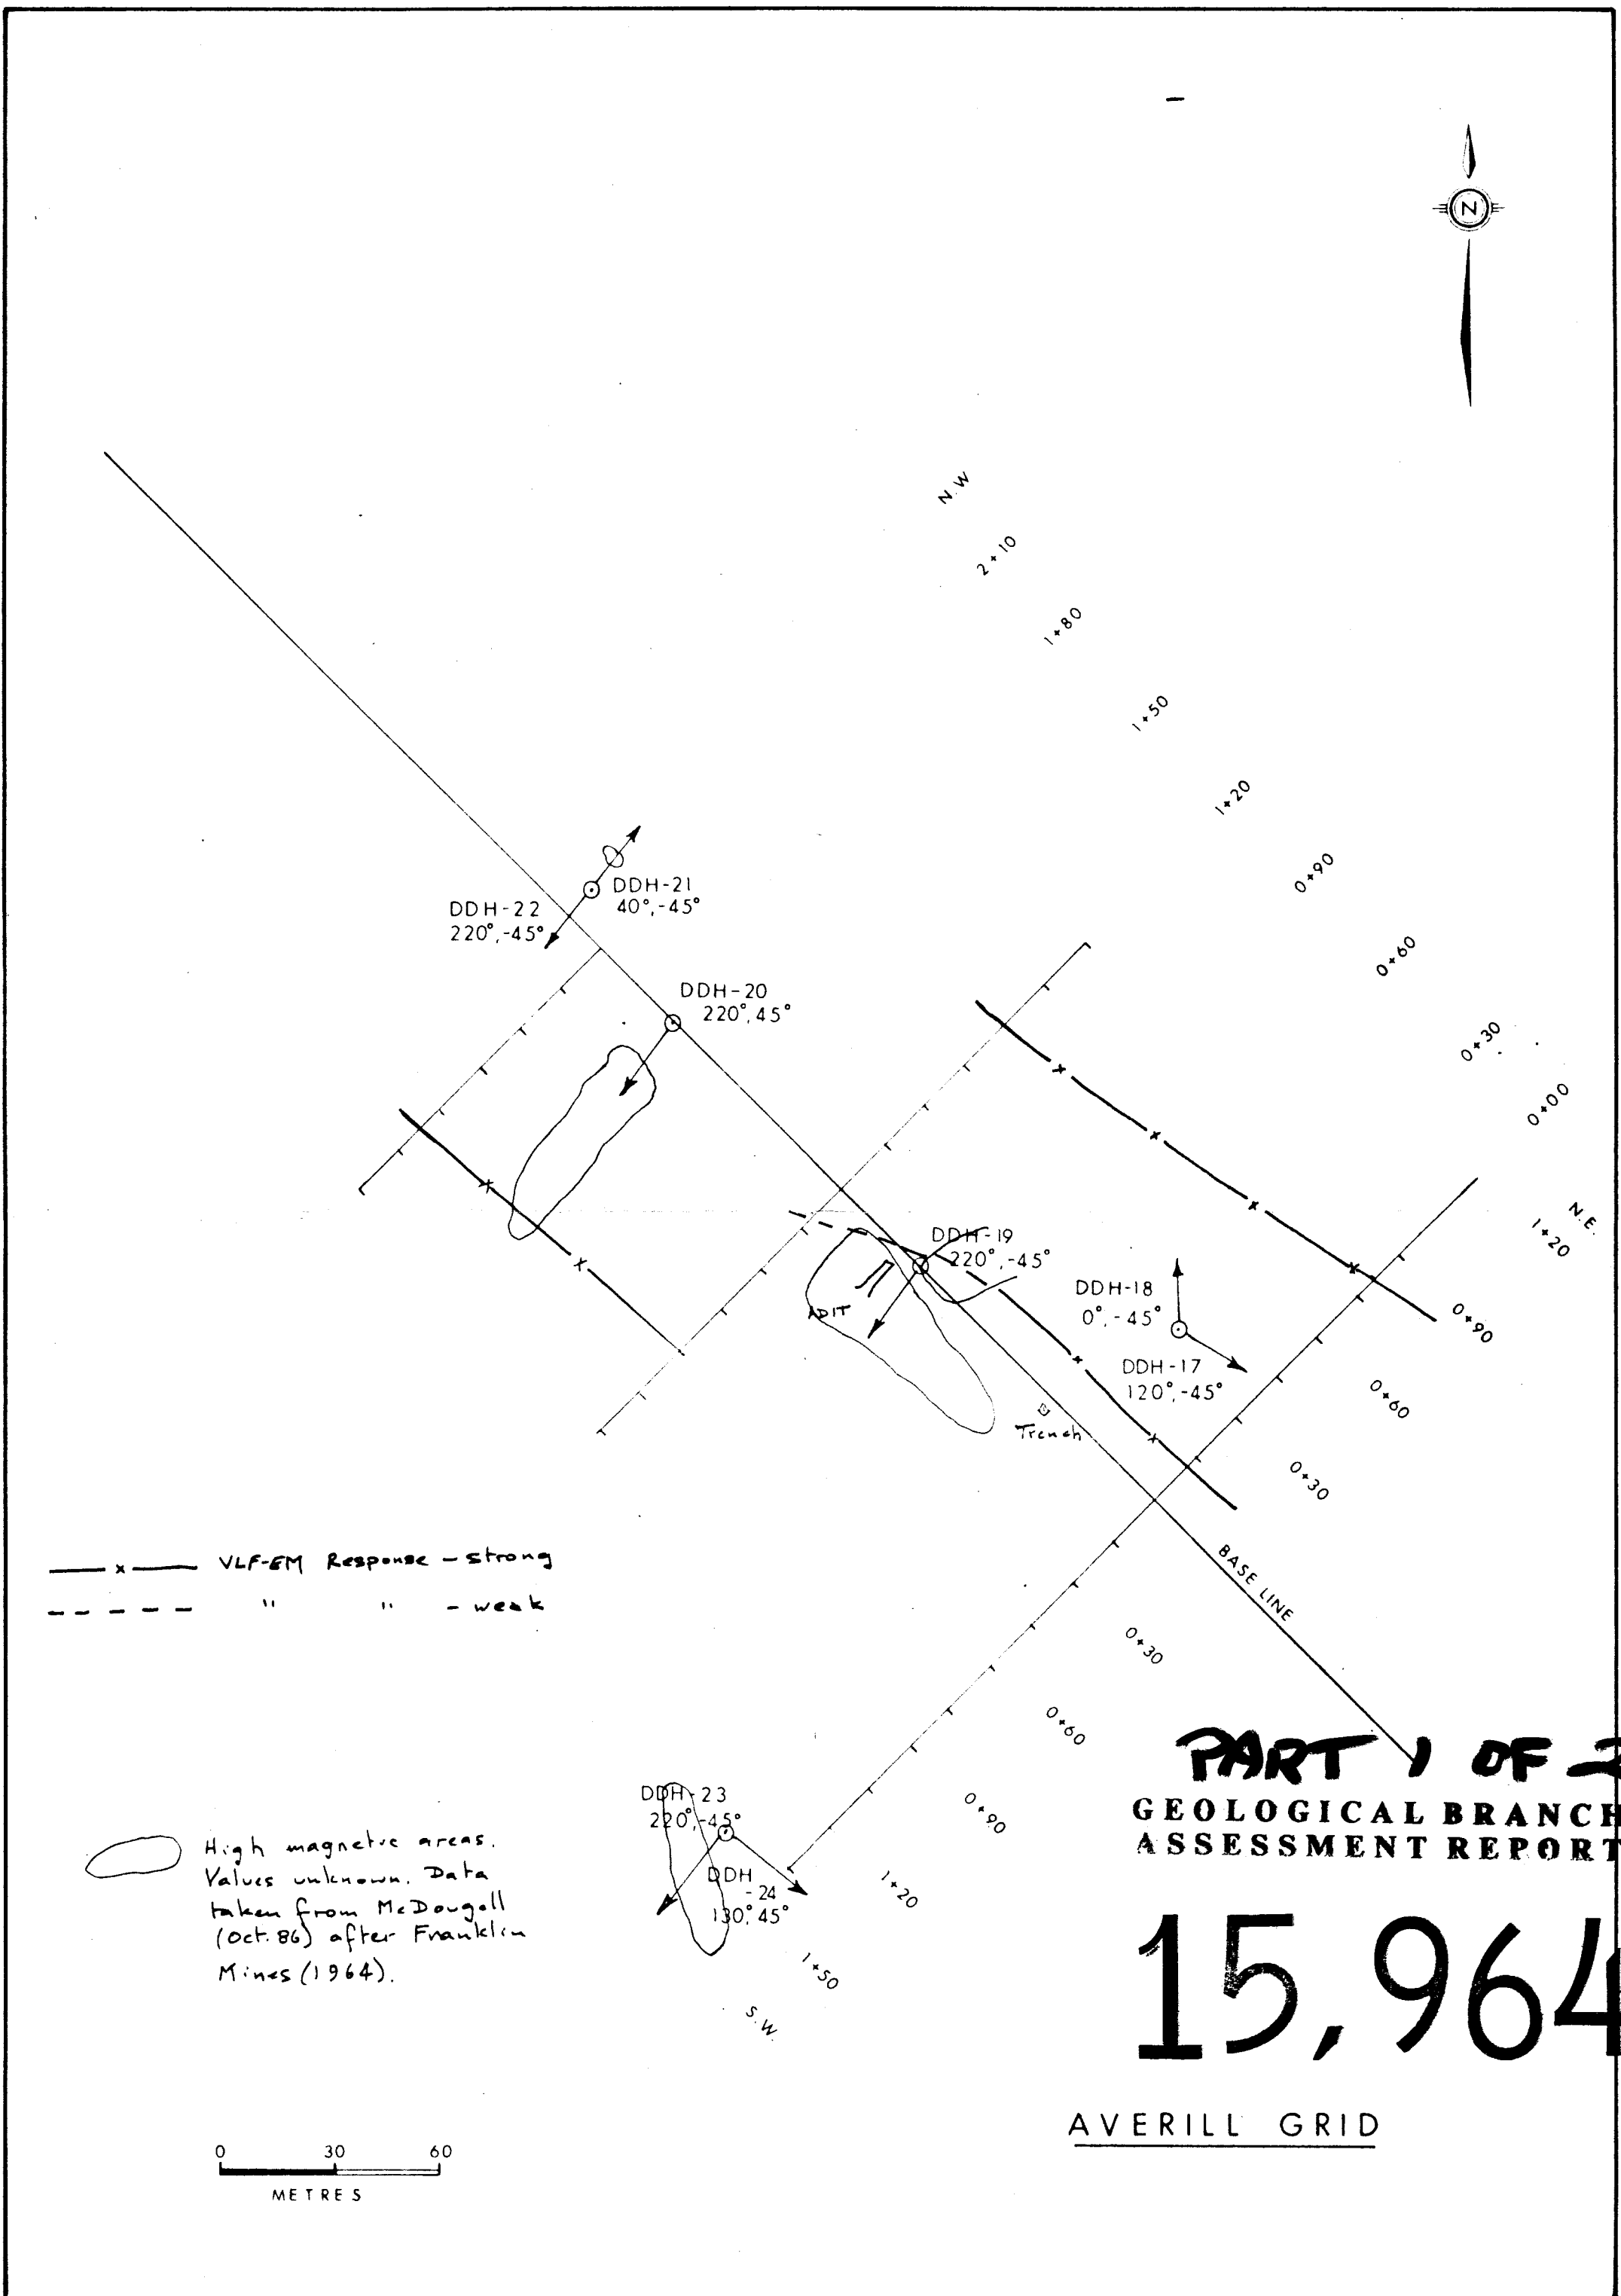 N
N.W
2+10
1+80
1+50
1+20
0+90
0+60
0+30
0+00
N.E.
1+20
0+90
0+60
0+30
DDH-21
40°,-45°
DDH-22
220°,-45°
DDH-20
220°,45°
DDH-19
220°,-45°
ADIT
DDH-18
0°,-45°
DDH-17
120°,-45°
Trench
BASE LINE
VLF-EM Response - strong
" " - weak
0+30
0+60
0+90
1+20
1+50
S.W.
DDH-23
220°,-45°
DDH
-24
130°,45°
High magnetic areas.
Values unknown. Data
taken from McDougall
(Oct. 86) after Franklin
Mines (1964).
PART 1 OF 2
GEOLOGICAL BRANCH
ASSESSMENT REPORT
15,964
AVERILL GRID
0 30 60
METRES